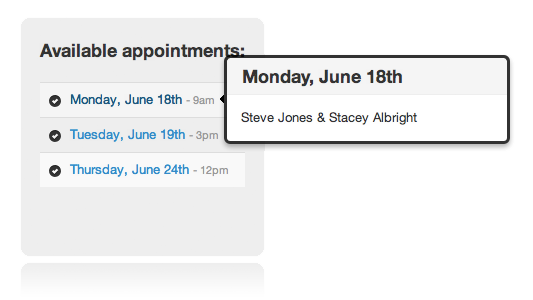 Available appointments:
Monday, June 18th - 9am
Tuesday, June 19th - 3pm
Thursday, June 24th - 12pm
Monday, June 18th
Steve Jones & Stacey Albright